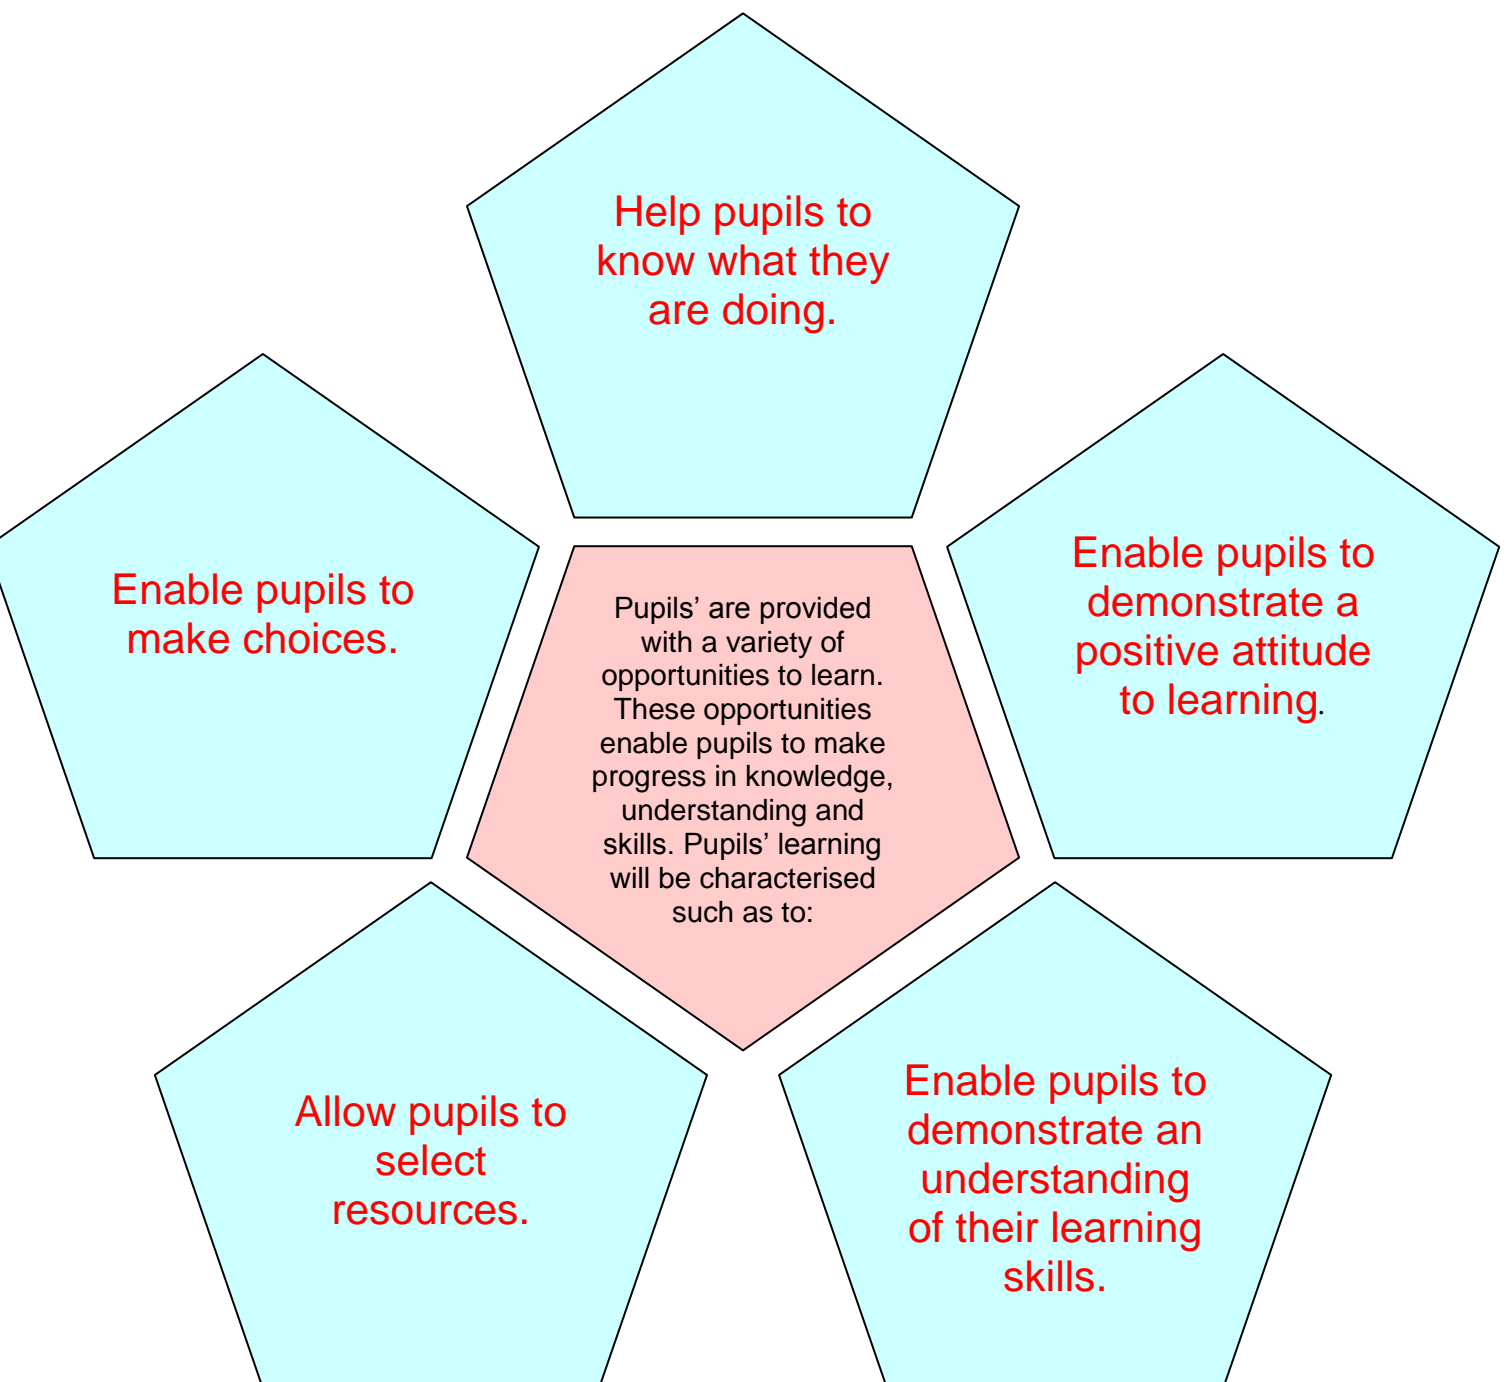 Help pupils to
know what they
are doing.
Enable pupils to
make choices.
Pupils’ are provided
with a variety of
opportunities to learn.
These opportunities
enable pupils to make
progress in knowledge,
understanding and
skills. Pupils’ learning
will be characterised
such as to:
Enable pupils to
demonstrate a
positive attitude
to learning.
Allow pupils to
select
resources.
Enable pupils to
demonstrate an
understanding
of their learning
skills.